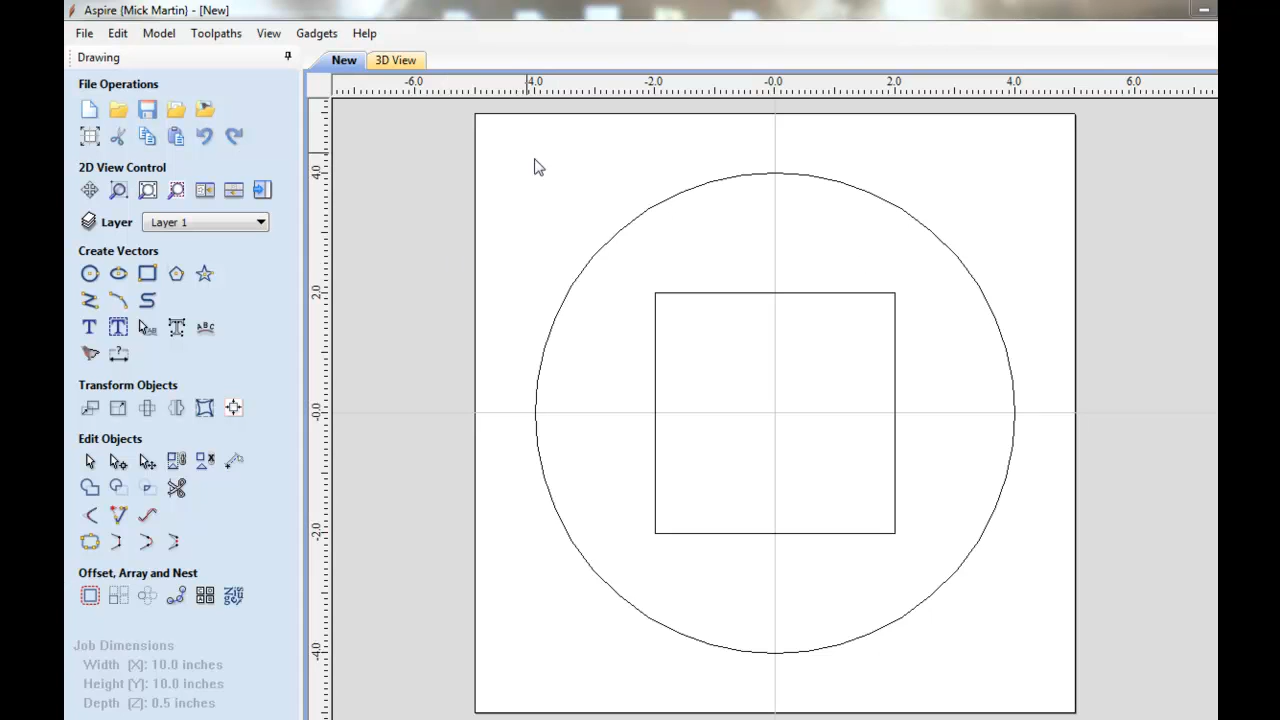 Aspire {Mick Martin} - [New]
File Edit Model Toolpaths View Gadgets Help
Drawing
New 3D View
-6.0 -4.0 -2.0 -0.0 2.0 4.0 6.0
File Operations
2D View Control
4.0
Layer Layer 1
Create Vectors
2.0
Transform Objects
-0.0
Edit Objects
-2.0
Offset, Array and Nest
-4.0
Job Dimensions
Width [X]: 10.0 inches
Height [Y]: 10.0 inches
Depth [Z]: 0.5 inches